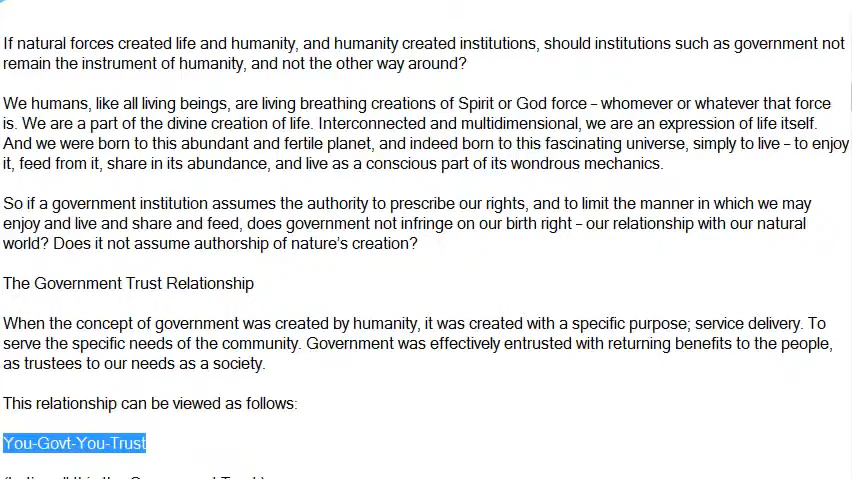 If natural forces created life and humanity, and humanity created institutions, should institutions such as government not
remain the instrument of humanity, and not the other way around?
We humans, like all living beings, are living breathing creations of Spirit or God force – whomever or whatever that force
is. We are a part of the divine creation of life. Interconnected and multidimensional, we are an expression of life itself.
And we were born to this abundant and fertile planet, and indeed born to this fascinating universe, simply to live – to enjoy
it, feed from it, share in its abundance, and live as a conscious part of its wondrous mechanics.
So if a government institution assumes the authority to prescribe our rights, and to limit the manner in which we may
enjoy and live and share and feed, does government not infringe on our birth right – our relationship with our natural
world? Does it not assume authorship of nature's creation?
The Government Trust Relationship
When the concept of government was created by humanity, it was created with a specific purpose; service delivery. To
serve the specific needs of the community. Government was effectively entrusted with returning benefits to the people,
as trustees to our needs as a society.
This relationship can be viewed as follows:
You-Govt-You-Trust